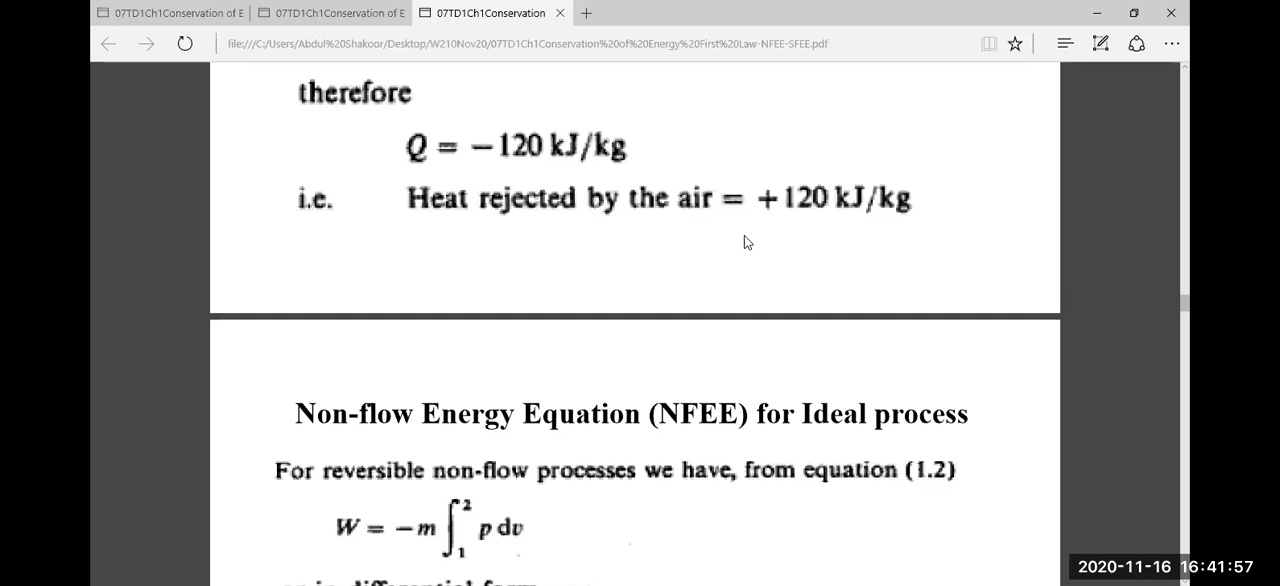 07TD1Ch1Conservation of E
07TD1Ch1Conservation of E
07TD1Ch1Conservation
file:///C:/Users/Abdul%20Shakoor/Desktop/W210Nov20/07TD1Ch1Conservation%20of%20Energy%20First%20Law-NFEE-SFEE.pdf
therefore
Q = −120 kJ/kg
i.e. Heat rejected by the air = +120 kJ/kg
Non-flow Energy Equation (NFEE) for Ideal process
For reversible non-flow processes we have, from equation (1.2)
W = −m ∫₁² p dv
2020-11-16 16:41:57